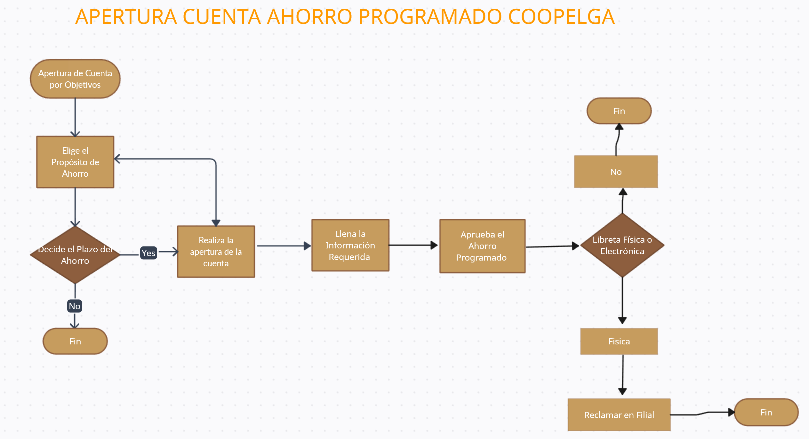 APERTURA CUENTA AHORRO PROGRAMADO COOPELGA
Apertura de Cuenta
por Objetivos
Elige el
Propósito de
Ahorro
Decide el Plazo del
Ahorro
Yes
No
Fin
Realiza la
apertura de la
cuenta
Llena la
Información
Requerida
Aprueba el
Ahorro
Programado
Libreta Física o
Electrónica
No
Fin
Fisica
Reclamar en Filial
Fin